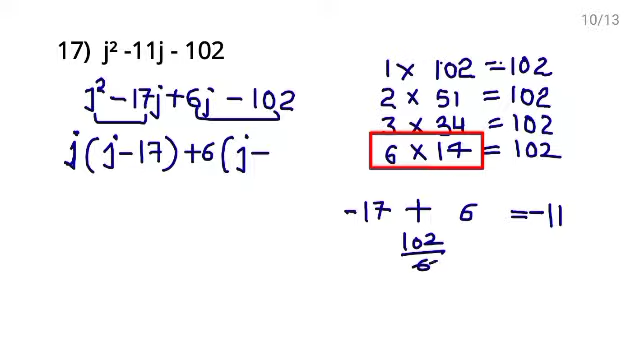 10/13
17) j² -11j - 102
j² - 17j + 6j - 102
j ( j - 17) + 6 ( j -
1 × 102 = 102
2 × 51 = 102
3 × 34 = 102
6 × 17 = 102
-17 + 6 = -11
102
6